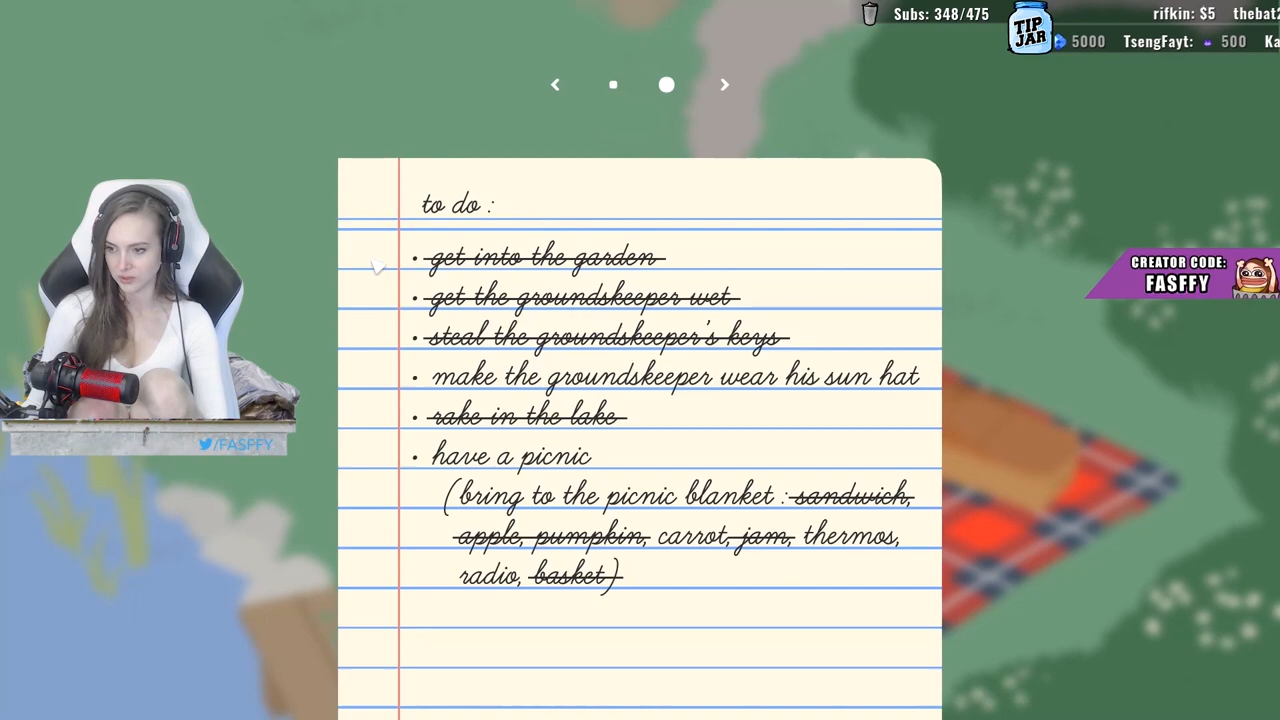 Subs: 348/475
TIP JAR
rifkin: $5 thebat2
5000 TsengFayt: 500 Ka
to do :
• get into the garden
• get the groundskeeper wet
• steal the groundskeeper's keys
• make the groundskeeper wear his sun hat
• rake in the lake
• have a picnic
(bring to the picnic blanket : sandwich,
apple, pumpkin, carrot, jam, thermos,
radio, basket)
CREATOR CODE:
FASFFY
/FASFFY